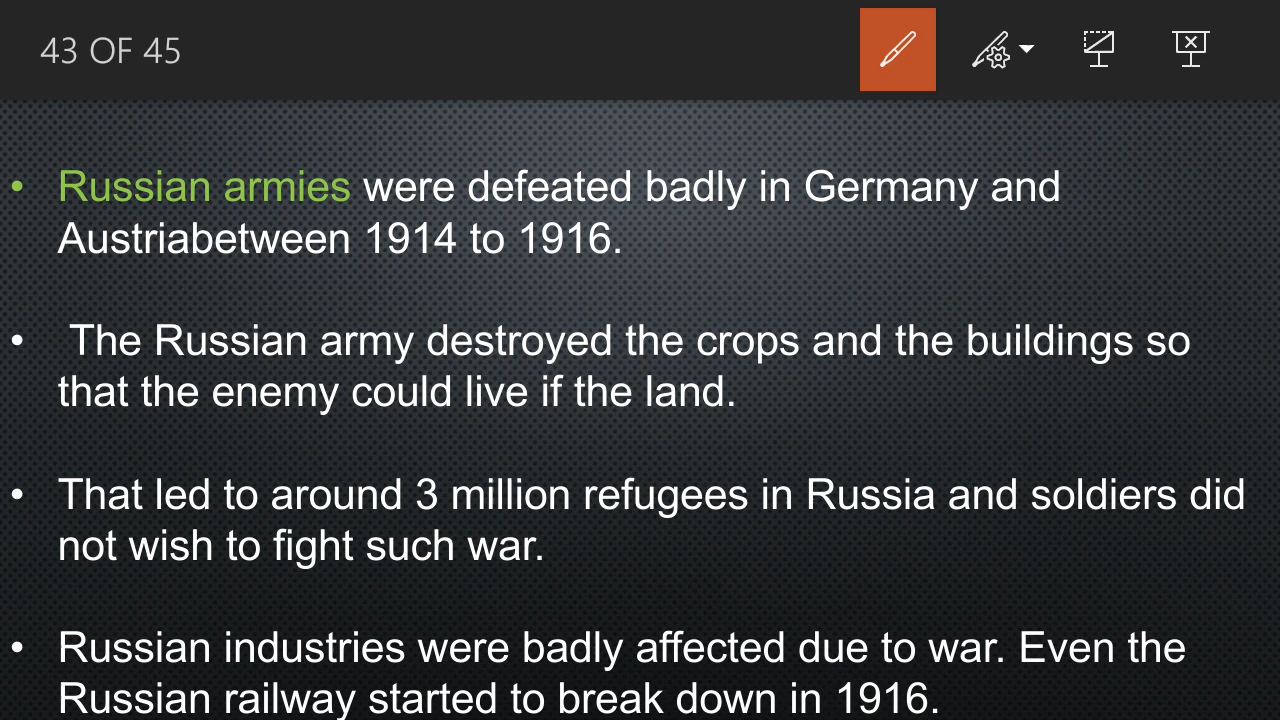 43 OF 45
• Russian armies were defeated badly in Germany and
Austriabetween 1914 to 1916.
• The Russian army destroyed the crops and the buildings so
that the enemy could live if the land.
• That led to around 3 million refugees in Russia and soldiers did
not wish to fight such war.
• Russian industries were badly affected due to war. Even the
Russian railway started to break down in 1916.